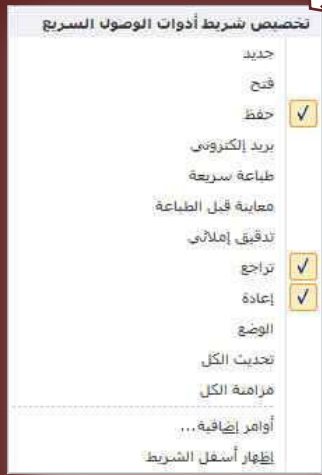 تخصيص شريط أدوات الوصول السريع
جديد
فتح
حفظ
بريد إلكتروني
طباعة سريعة
معاينة قبل الطباعة
تدقيق إملائي
تراجع
إعادة
الوضع
تحديث الكل
مزامنة الكل
أوامر إضافية...
إظهار أسفل الشريط